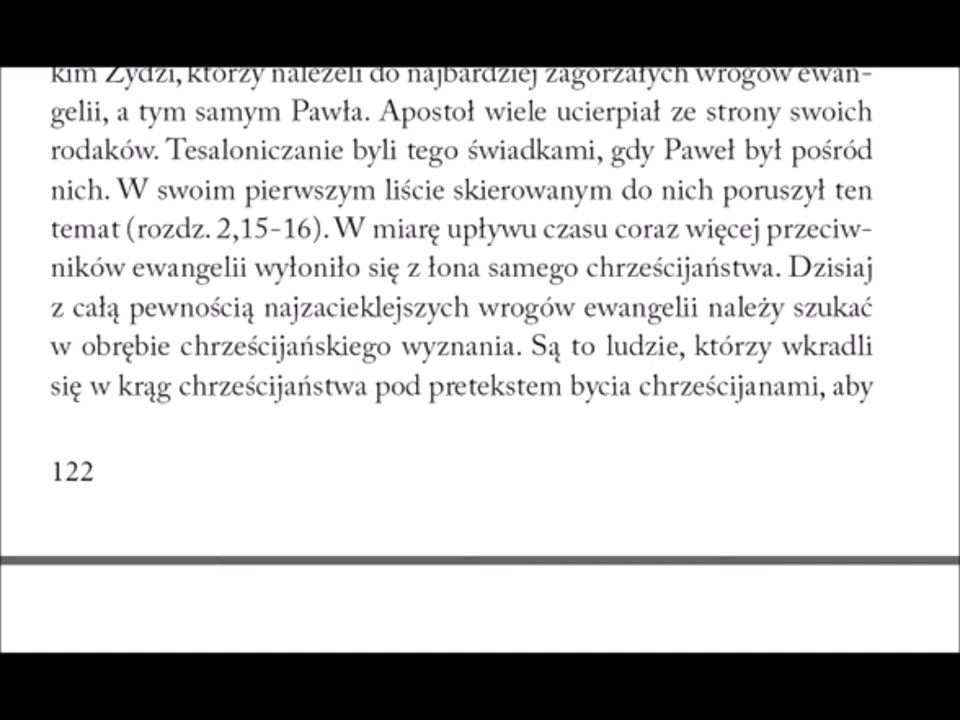 kim Żydzi, którzy należeli do najbardziej zagorzałych wrogów ewan-
gelii, a tym samym Pawła. Apostoł wiele ucierpiał ze strony swoich
rodaków. Tesaloniczanie byli tego świadkami, gdy Paweł był pośród
nich. W swoim pierwszym liście skierowanym do nich poruszył ten
temat (rozdz. 2,15-16). W miarę upływu czasu coraz więcej przeciw-
ników ewangelii wyłoniło się z łona samego chrześcijaństwa. Dzisiaj
z całą pewnością najzacieklejszych wrogów ewangelii należy szukać
w obrębie chrześcijańskiego wyznania. Są to ludzie, którzy wkradli
się w krąg chrześcijaństwa pod pretekstem bycia chrześcijanami, aby
122